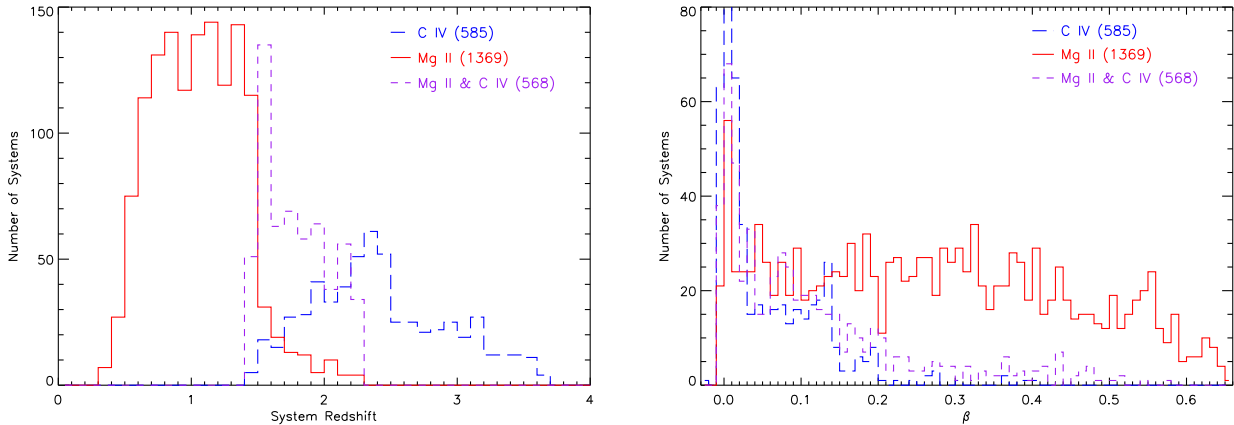 150
100
50
0
0
1
2
3
4
Number of Systems
System Redshift
C IV (585)
Mg II (1369)
Mg II & C IV (568)
80
60
40
20
0
0.0
0.1
0.2
0.3
0.4
0.5
0.6
Number of Systems
β
C IV (585)
Mg II (1369)
Mg II & C IV (568)